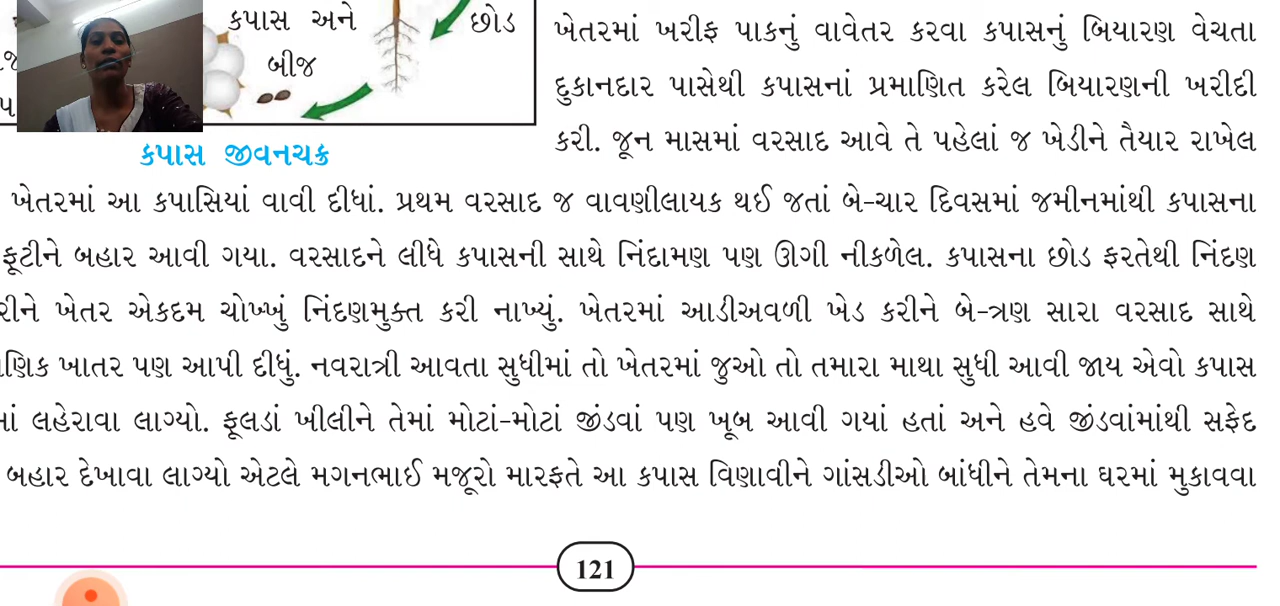 કપાસ અને
બીજ
છોડ
કપાસ જીવનચક્ર
ખેતરમાં ખરીફ પાકનું વાવેતર કરવા કપાસનું બિયારણ વેચતા
દુકાનદાર પાસેથી કપાસનાં પ્રમાણિત કરેલ બિયારણની ખરીદી
કરી. જૂન માસમાં વરસાદ આવે તે પહેલાં જ ખેડીને તૈયાર રાખેલ
ખેતરમાં આ કપાસિયાં વાવી દીધાં. પ્રથમ વરસાદ જ વાવણીલાયક થઈ જતાં બે-ચાર દિવસમાં જમીનમાંથી કપાસના
ફૂટીને બહાર આવી ગયા. વરસાદને લીધે કપાસની સાથે નિંદામણ પણ ઊગી નીકળેલ. કપાસના છોડ ફરતેથી નિંદણ
રીને ખેતર એકદમ ચોખ્ખું નિંદણમુક્ત કરી નાખ્યું. ખેતરમાં આડીઅવળી ખેડ કરીને બે-ત્રણ સારા વરસાદ સાથે
ણિક ખાતર પણ આપી દીધું. નવરાત્રી આવતા સુધીમાં તો ખેતરમાં જુઓ તો તમારા માથા સુધી આવી જાય એવો કપાસ
માં લહેરાવા લાગ્યો. ફૂલડાં ખીલીને તેમાં મોટાં-મોટાં જીંડવાં પણ ખૂબ આવી ગયાં હતાં અને હવે જીંડવાંમાંથી સફેદ
બહાર દેખાવા લાગ્યો એટલે મગનભાઈ મજૂરો મારફતે આ કપાસ વિણાવીને ગાંસડીઓ બાંધીને તેમના ઘરમાં મુકાવવા
121